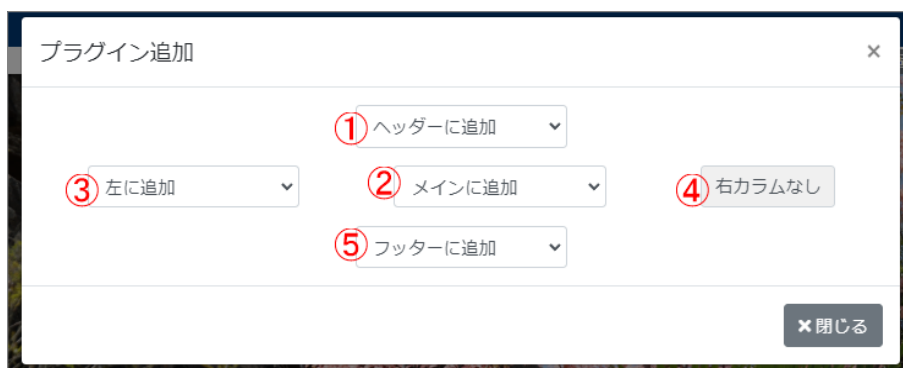 プラグイン追加 ×
① ヘッダーに追加
③ 左に追加 ② メインに追加 ④ 右カラムなし
⑤ フッターに追加
×閉じる